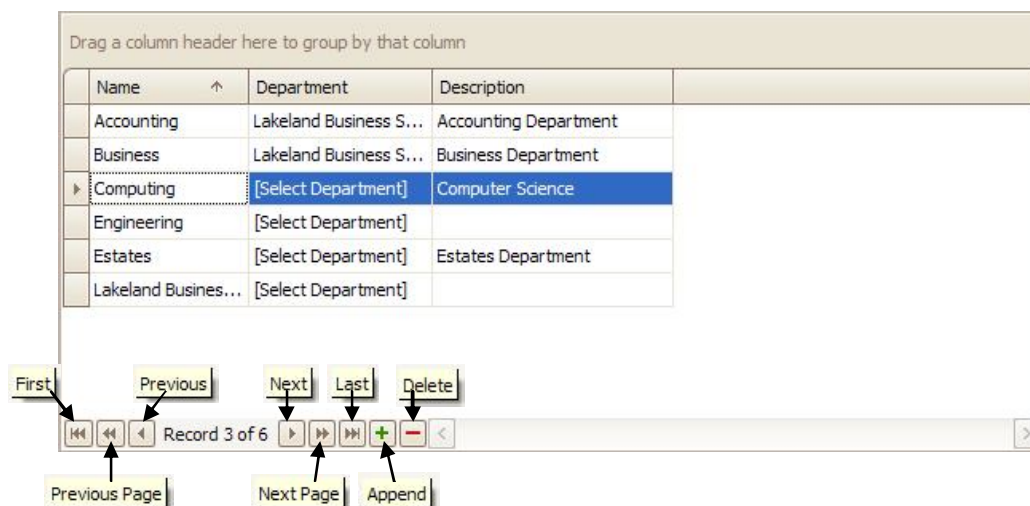 Drag a column header here to group by that column
Name Department Description
Accounting Lakeland Business S... Accounting Department
Business Lakeland Business S... Business Department
Computing [Select Department] Computer Science
Engineering [Select Department]
Estates [Select Department] Estates Department
Lakeland Busines... [Select Department]
First Previous Next Last Delete
Record 3 of 6
Previous Page Next Page Append